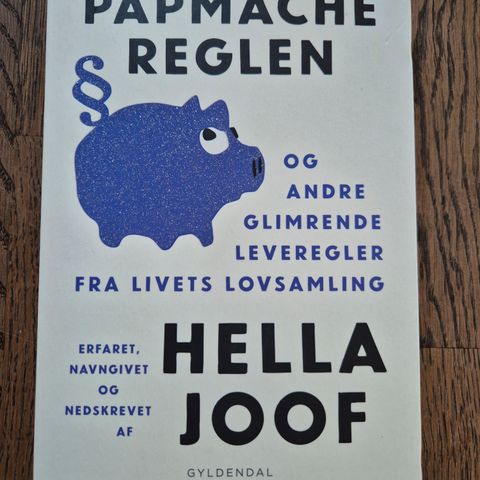 PAPMACHE
REGLEN
§
OG
ANDRE
GLIMRENDE
LEVEREGLER
FRA LIVETS LOVSAMLING
ERFARET,
NAVNGIVET
OG
NEDSKREVET
AF
HELLA
JOOF
GYLDENDAL